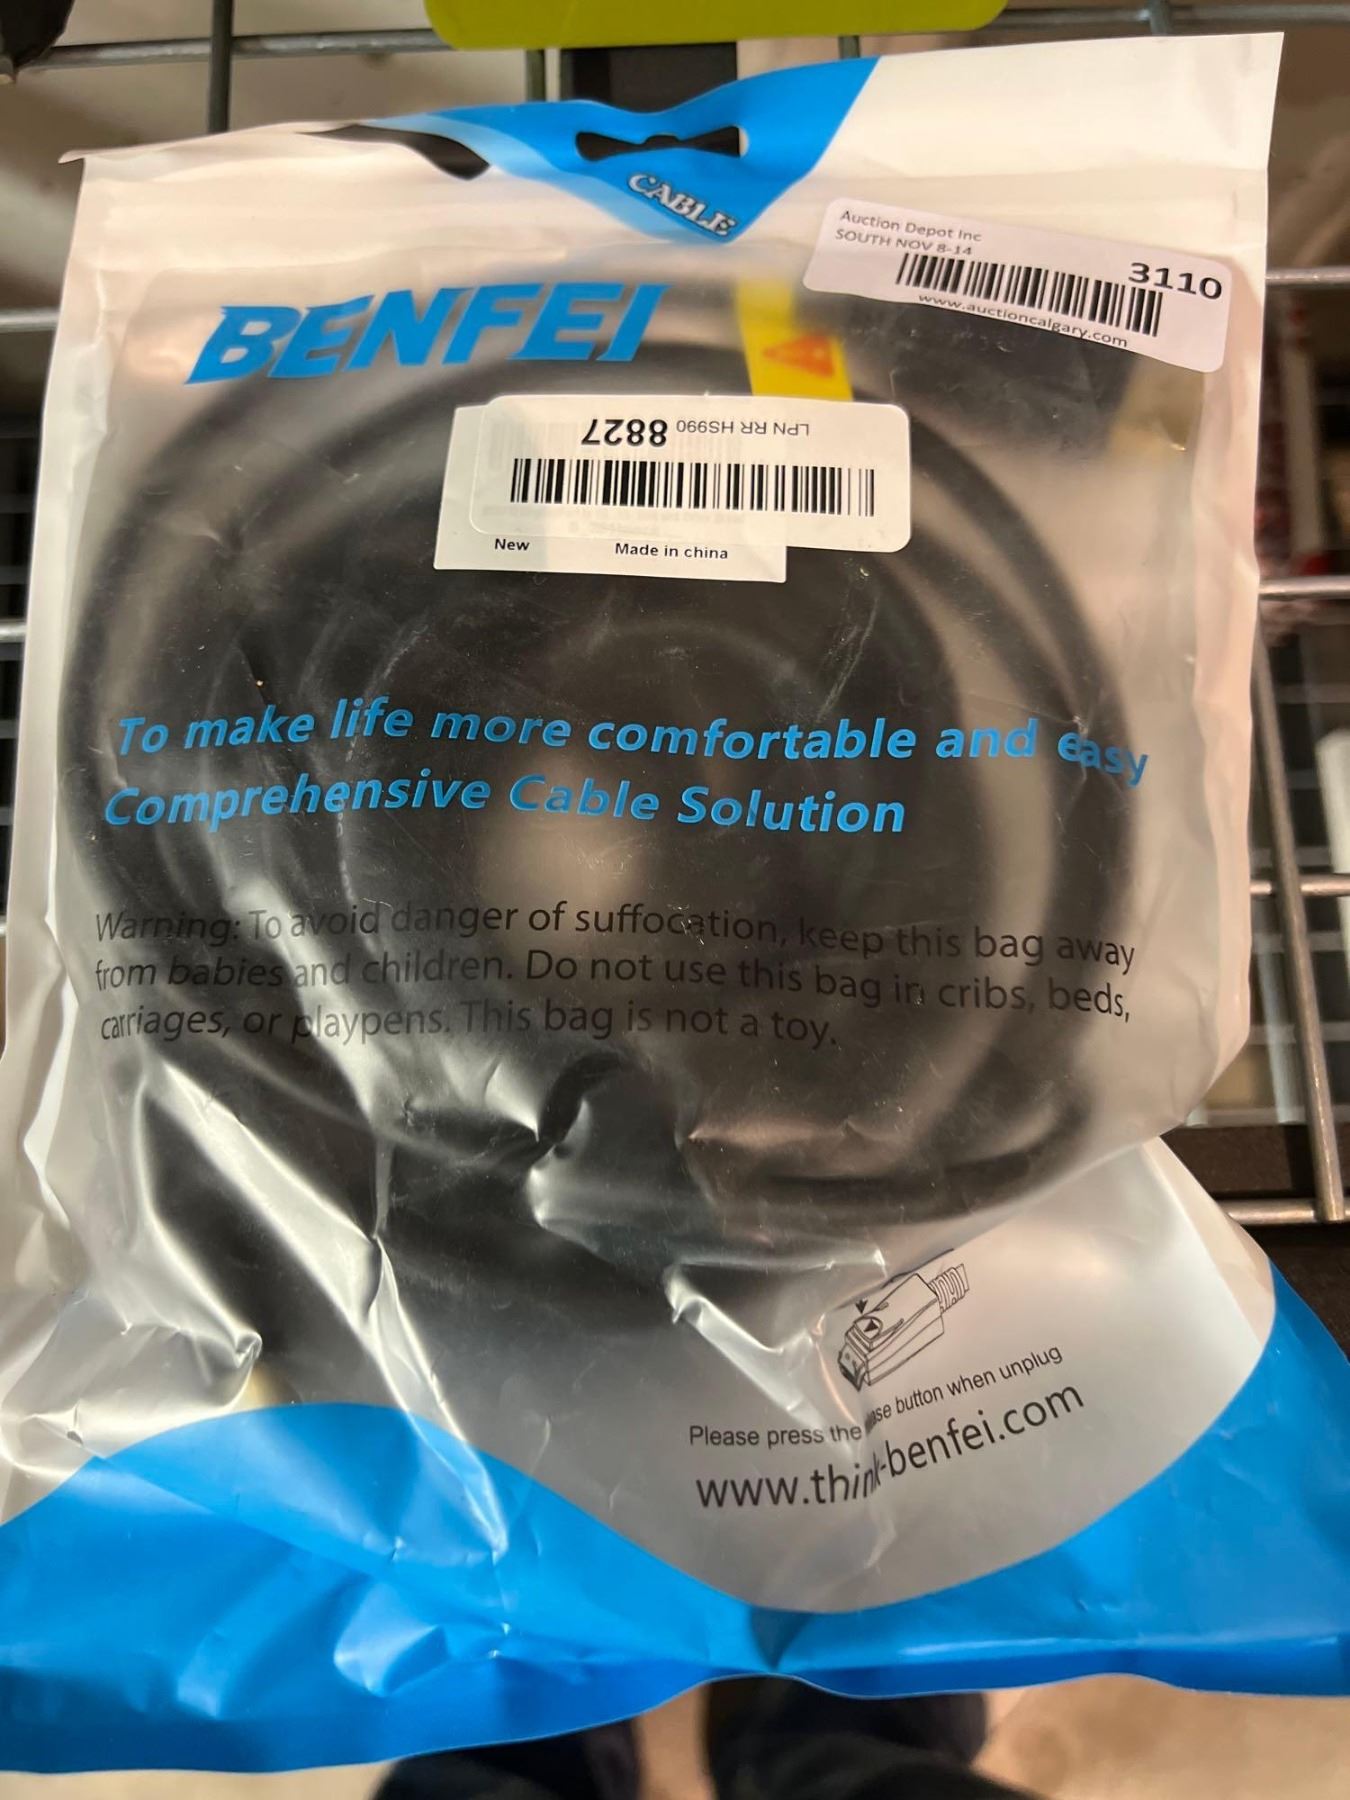 CABLE
Auction Depot Inc
SOUTH NOV 8-14
3110
www.auctioncalgary.com
BENFEI
LPN RR HS990 8827
New Made in china
To make life more comfortable and easy
Comprehensive Cable Solution
Warning: To avoid danger of suffocation, keep this bag away
from babies and children. Do not use this bag in cribs, beds,
carriages, or playpens. This bag is not a toy.
Please press the ase button when unplug
www.think-benfei.com